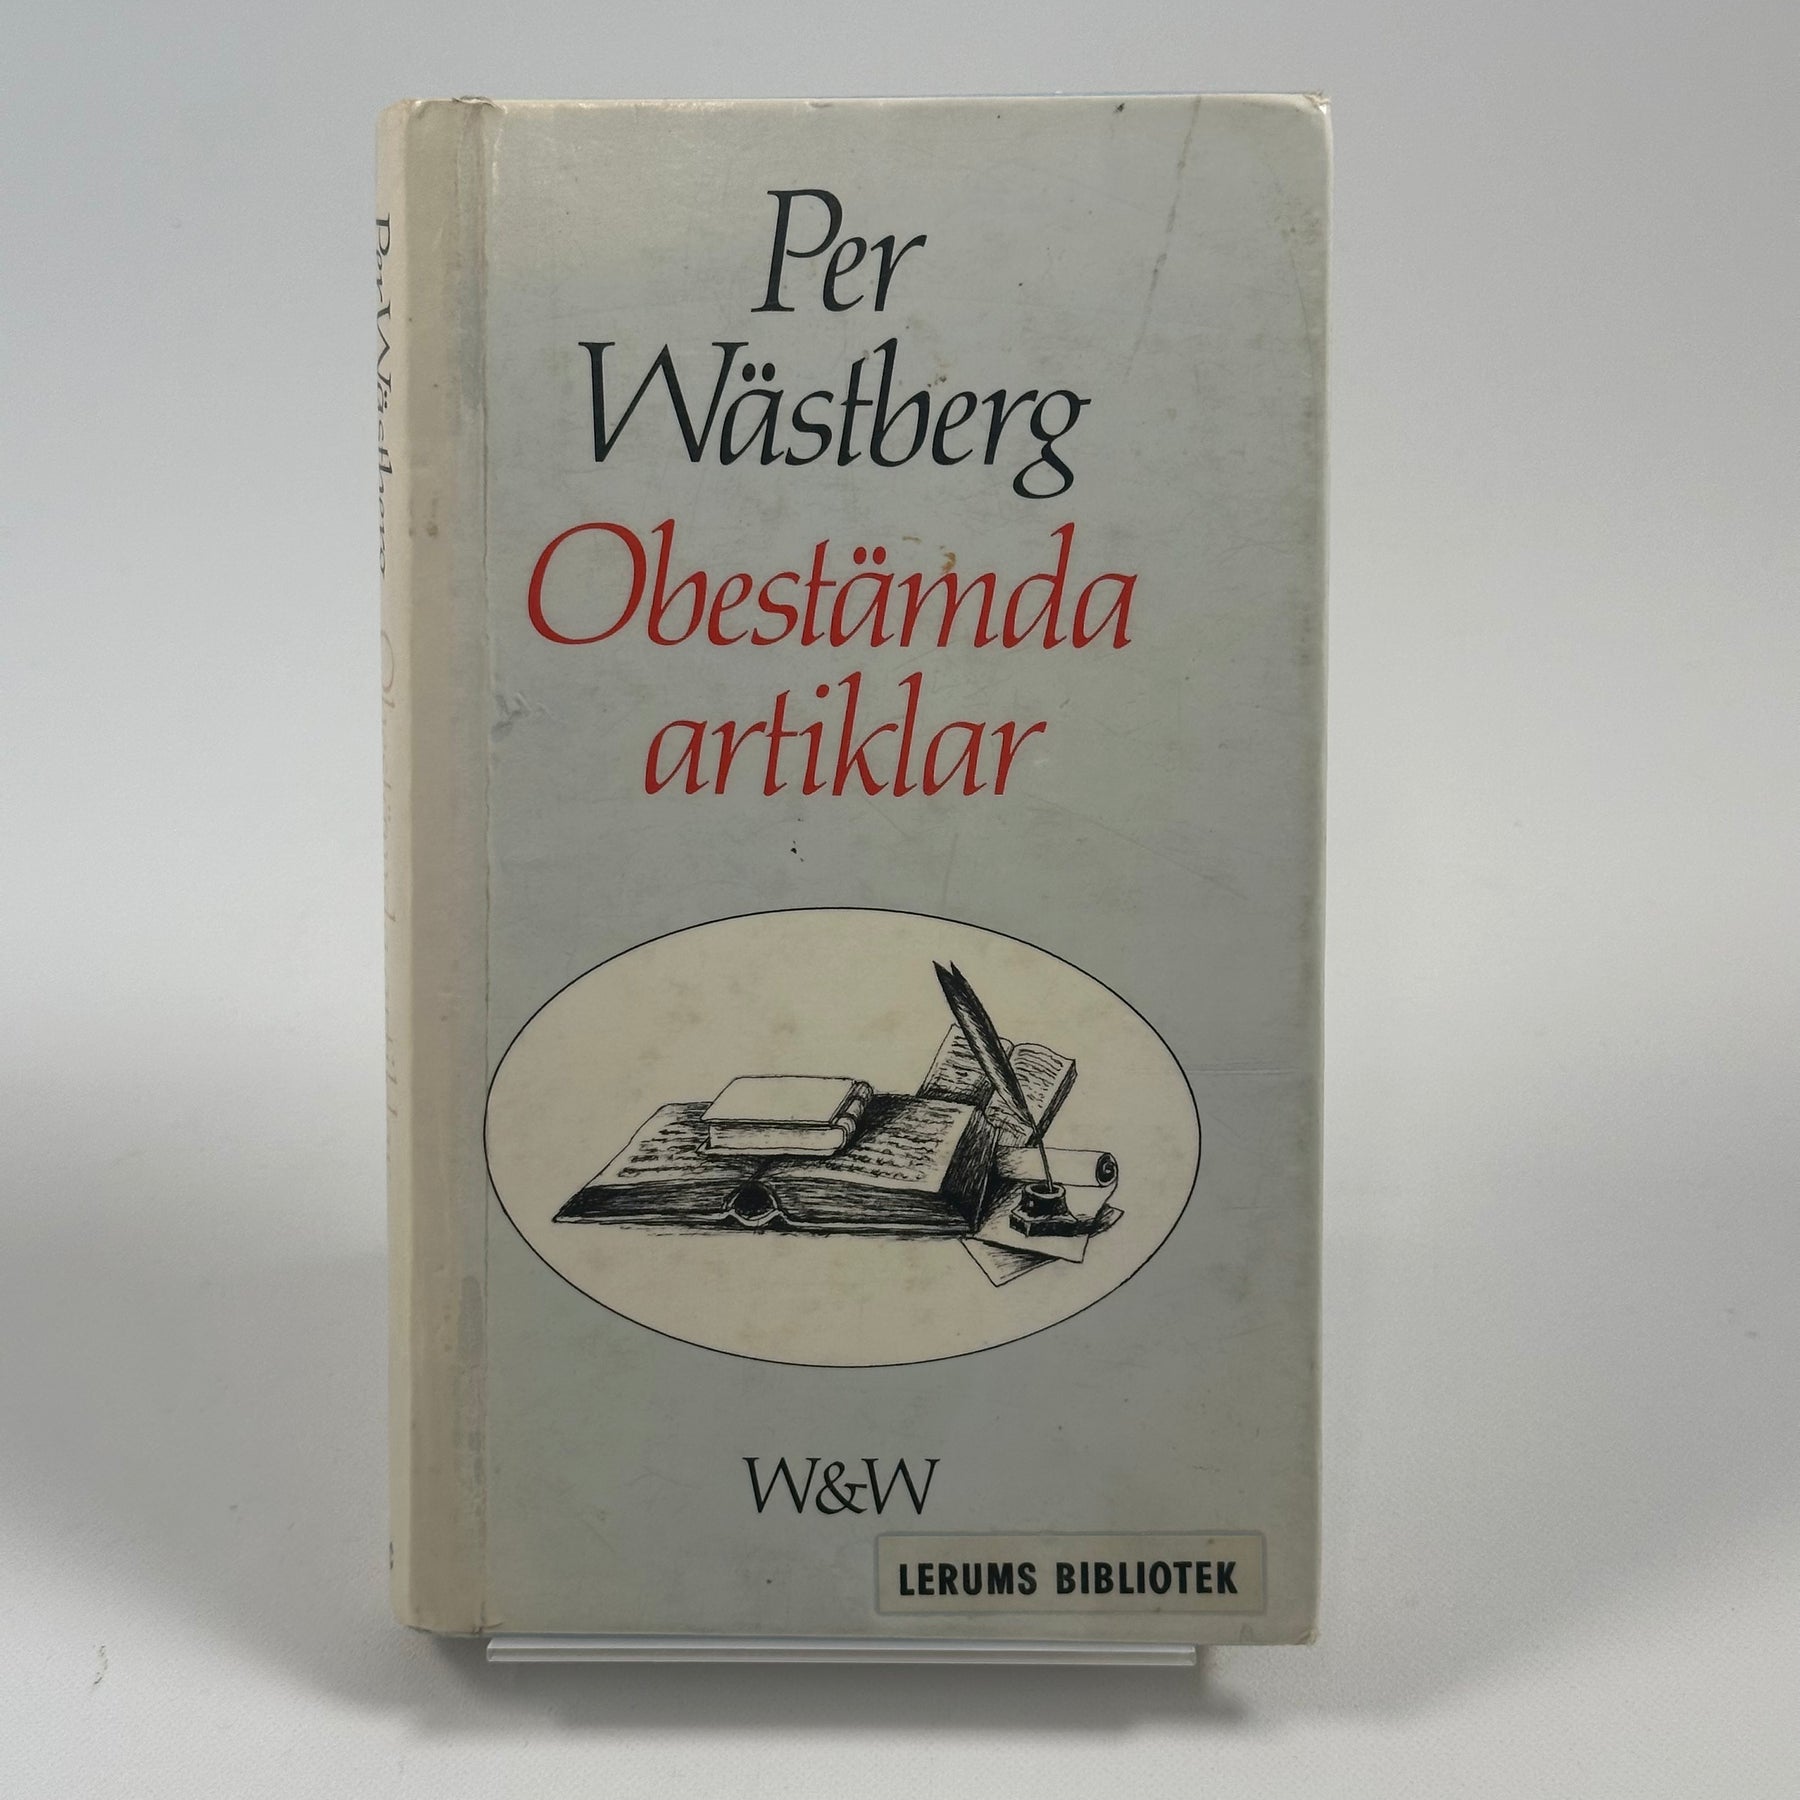 Per
Wästberg
Obestämda
artiklar
W&W
LERUMS BIBLIOTEK
Per Wästberg